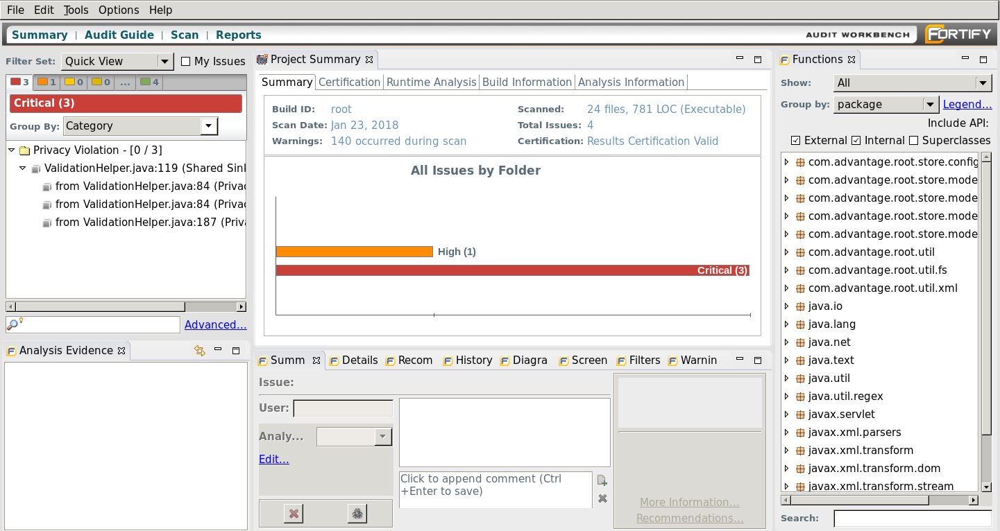 File Edit Tools Options Help
Summary | Audit Guide | Scan | Reports
AUDIT WORKBENCH FORTIFY
Filter Set: Quick View My Issues
3 1 0 0 ... 4
Critical (3)
Group By: Category
Privacy Violation - [0 / 3]
ValidationHelper.java:119 (Shared Sink
from ValidationHelper.java:84 (Privac
from ValidationHelper.java:84 (Privac
from ValidationHelper.java:187 (Priva
Advanced...
Analysis Evidence
Project Summary
Summary Certification Runtime Analysis Build Information Analysis Information
Build ID: root
Scanned: 24 files, 781 LOC (Executable)
Scan Date: Jan 23, 2018
Total Issues: 4
Warnings: 140 occurred during scan
Certification: Results Certification Valid
All Issues by Folder
High (1)
Critical (3)
Summ Details Recom History Diagra Screen Filters Warnin
Issue:
User:
Analy...
Edit...
Click to append comment (Ctrl
+Enter to save)
More Information...
Recommendations...
Functions
Show: All
Group by: package Legend...
Include API:
External Internal Superclasses
com.advantage.root.store.config
com.advantage.root.store.mode
com.advantage.root.store.mode
com.advantage.root.store.mode
com.advantage.root.store.mode
com.advantage.root.util
com.advantage.root.util.fs
com.advantage.root.util.xml
java.io
java.lang
java.net
java.text
java.util
java.util.regex
javax.servlet
javax.xml.parsers
javax.xml.transform
javax.xml.transform.dom
javax.xml.transform.stream
Search: